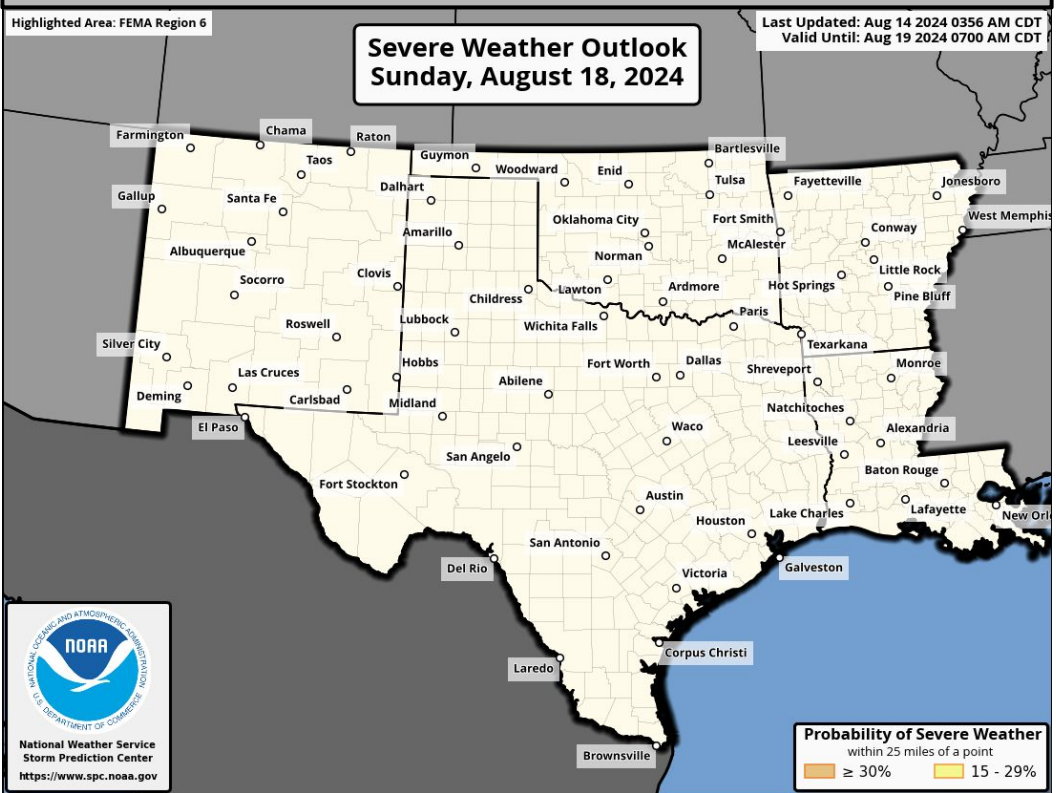 Highlighted Area: FEMA Region 6
Last Updated: Aug 14 2024 0356 AM CDT
Valid Until: Aug 19 2024 0700 AM CDT
Severe Weather Outlook
Sunday, August 18, 2024
Farmington
Chama
Raton
Taos
Guymon
Woodward
Enid
Bartlesville
Tulsa
Fayetteville
Jonesboro
Gallup
Santa Fe
Dalhart
Amarillo
Oklahoma City
Fort Smith
West Memphis
Albuquerque
Norman
McAlester
Conway
Socorro
Clovis
Childress
Lawton
Ardmore
Hot Springs
Little Rock
Pine Bluff
Roswell
Lubbock
Wichita Falls
Paris
Texarkana
Silver City
Las Cruces
Hobbs
Fort Worth
Dallas
Shreveport
Monroe
Deming
Carlsbad
Midland
Abilene
Natchitoches
El Paso
Waco
Alexandria
San Angelo
Leesville
Fort Stockton
Baton Rouge
Austin
Houston
Lake Charles
Lafayette
New Orl
San Antonio
Del Rio
Galveston
Victoria
Laredo
Corpus Christi
Brownsville
NATIONAL OCEANIC AND ATMOSPHERIC ADMINISTRATION
NOAA
U.S. DEPARTMENT OF COMMERCE
National Weather Service
Storm Prediction Center
https://www.spc.noaa.gov
Probability of Severe Weather
within 25 miles of a point
≥ 30%
15 - 29%